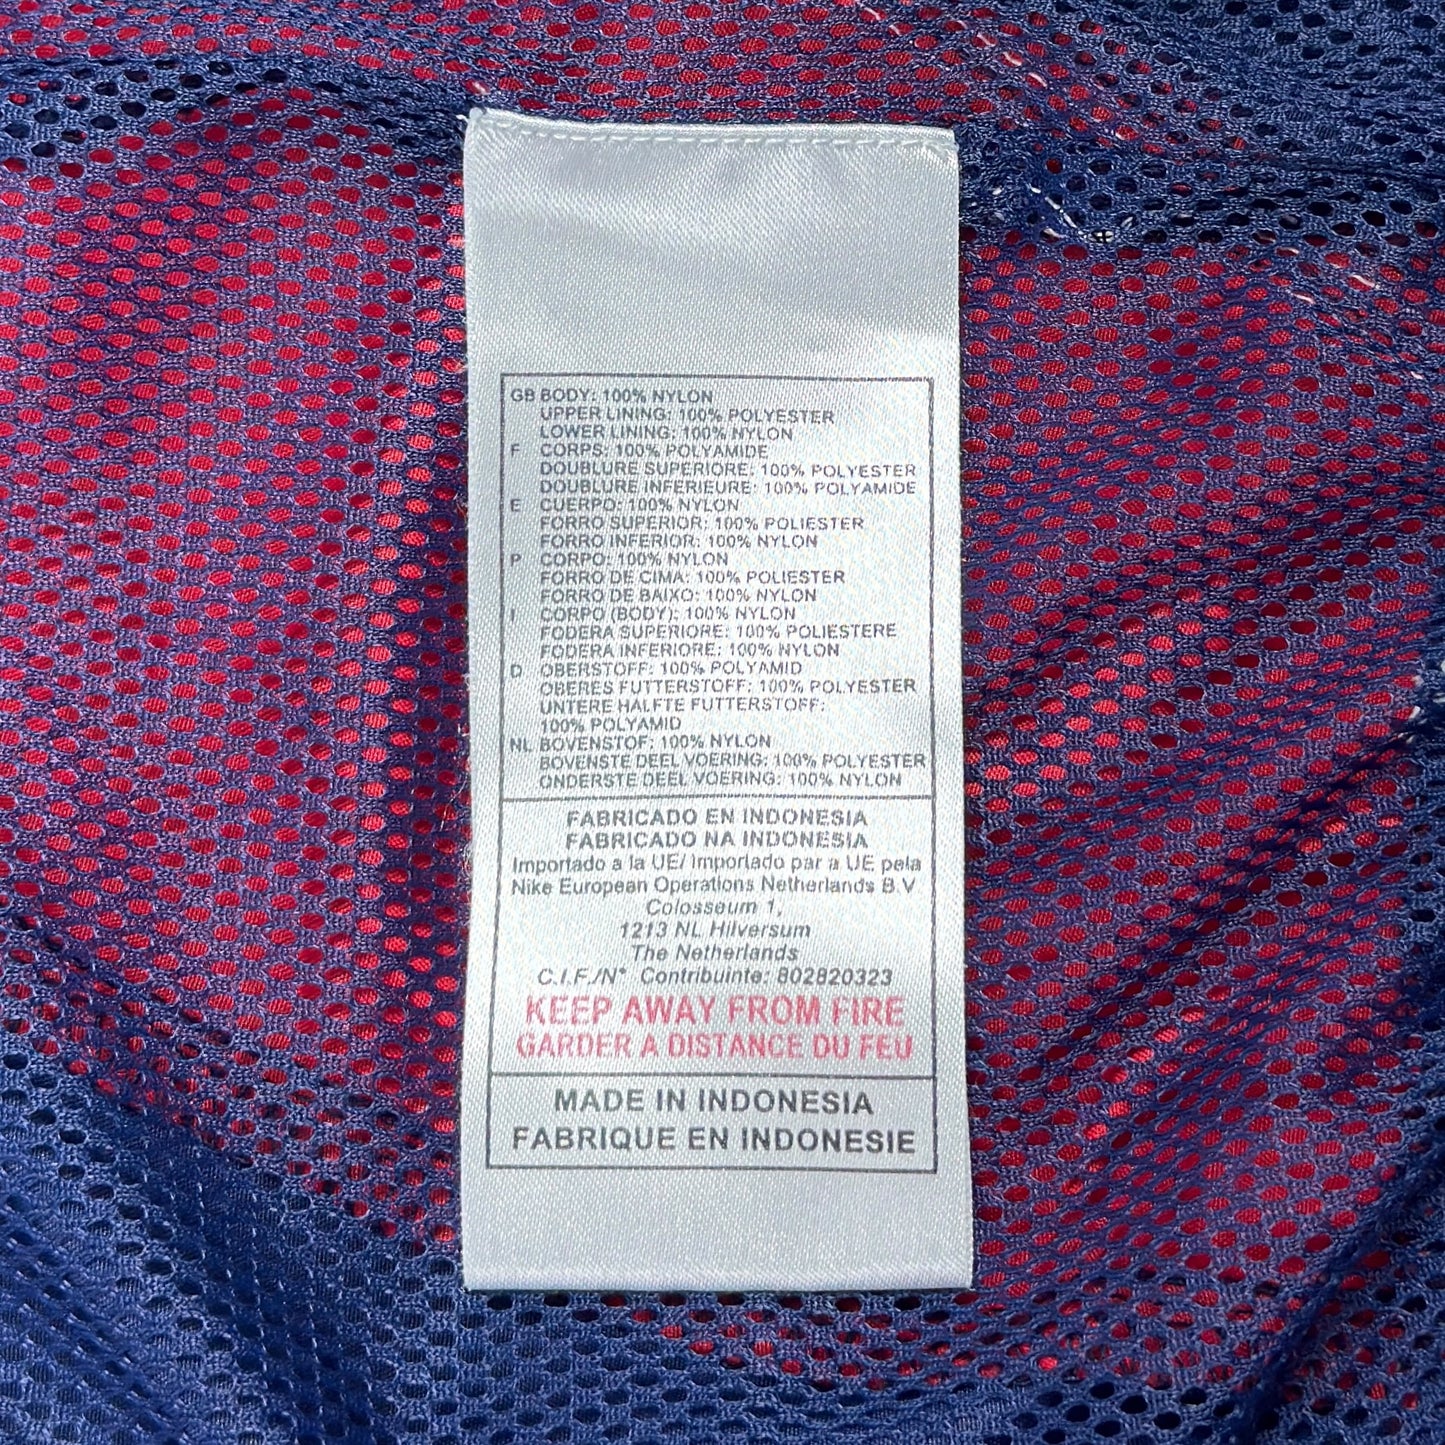 GB BODY: 100% NYLON
UPPER LINING: 100% POLYESTER
LOWER LINING: 100% NYLON
F CORPS: 100% POLYAMIDE
DOUBLURE SUPERIORE: 100% POLYESTER
DOUBLURE INFERIEURE: 100% POLYAMIDE
E CUERPO: 100% NYLON
FORRO SUPERIOR: 100% POLIESTER
FORRO INFERIOR: 100% NYLON
P CORPO: 100% NYLON
FORRO DE CIMA: 100% POLIESTER
FORRO DE BAIXO: 100% NYLON
I CORPO (BODY): 100% NYLON
FODERA SUPERIORE: 100% POLIESTERE
FODERA INFERIORE: 100% NYLON
D OBERSTOFF: 100% POLYAMID
OBERES FUTTERSTOFF: 100% POLYESTER
UNTERE HALFTE FUTTERSTOFF:
100% POLYAMID
NL BOVENSTOF: 100% NYLON
BOVENSTE DEEL VOERING: 100% POLYESTER
ONDERSTE DEEL VOERING: 100% NYLON
FABRICADO EN INDONESIA
FABRICADO NA INDONESIA
Importado a la UE/ Importado par a UE pela
Nike European Operations Netherlands B.V
Colosseum 1,
1213 NL Hilversum
The Netherlands
C.I.F./N° Contribuinte: 802820323
KEEP AWAY FROM FIRE
GARDER A DISTANCE DU FEU
MADE IN INDONESIA
FABRIQUE EN INDONESIE